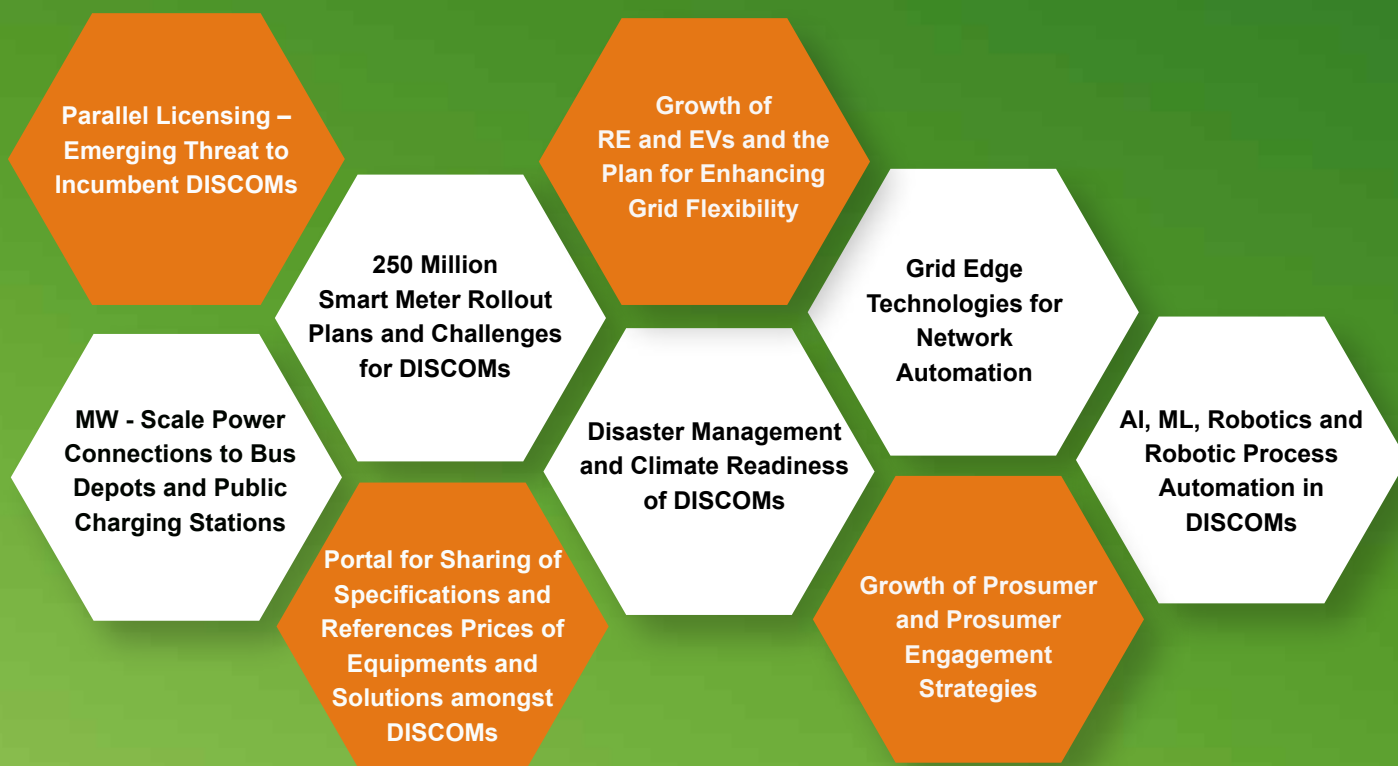 Parallel Licensing –
Emerging Threat to
Incumbent DISCOMs
Growth of
RE and EVs and the
Plan for Enhancing
Grid Flexibility
250 Million
Smart Meter Rollout
Plans and Challenges
for DISCOMs
Grid Edge
Technologies for
Network
Automation
MW - Scale Power
Connections to Bus
Depots and Public
Charging Stations
Disaster Management
and Climate Readiness
of DISCOMs
AI, ML, Robotics and
Robotic Process
Automation in
DISCOMs
Portal for Sharing of
Specifications and
References Prices of
Equipments and
Solutions amongst
DISCOMs
Growth of Prosumer
and Prosumer
Engagement
Strategies